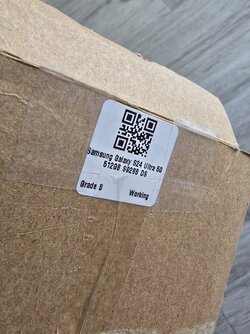 Samsung Galaxy S24 Ultra 5G
512GB S928B DS
Grade B Working